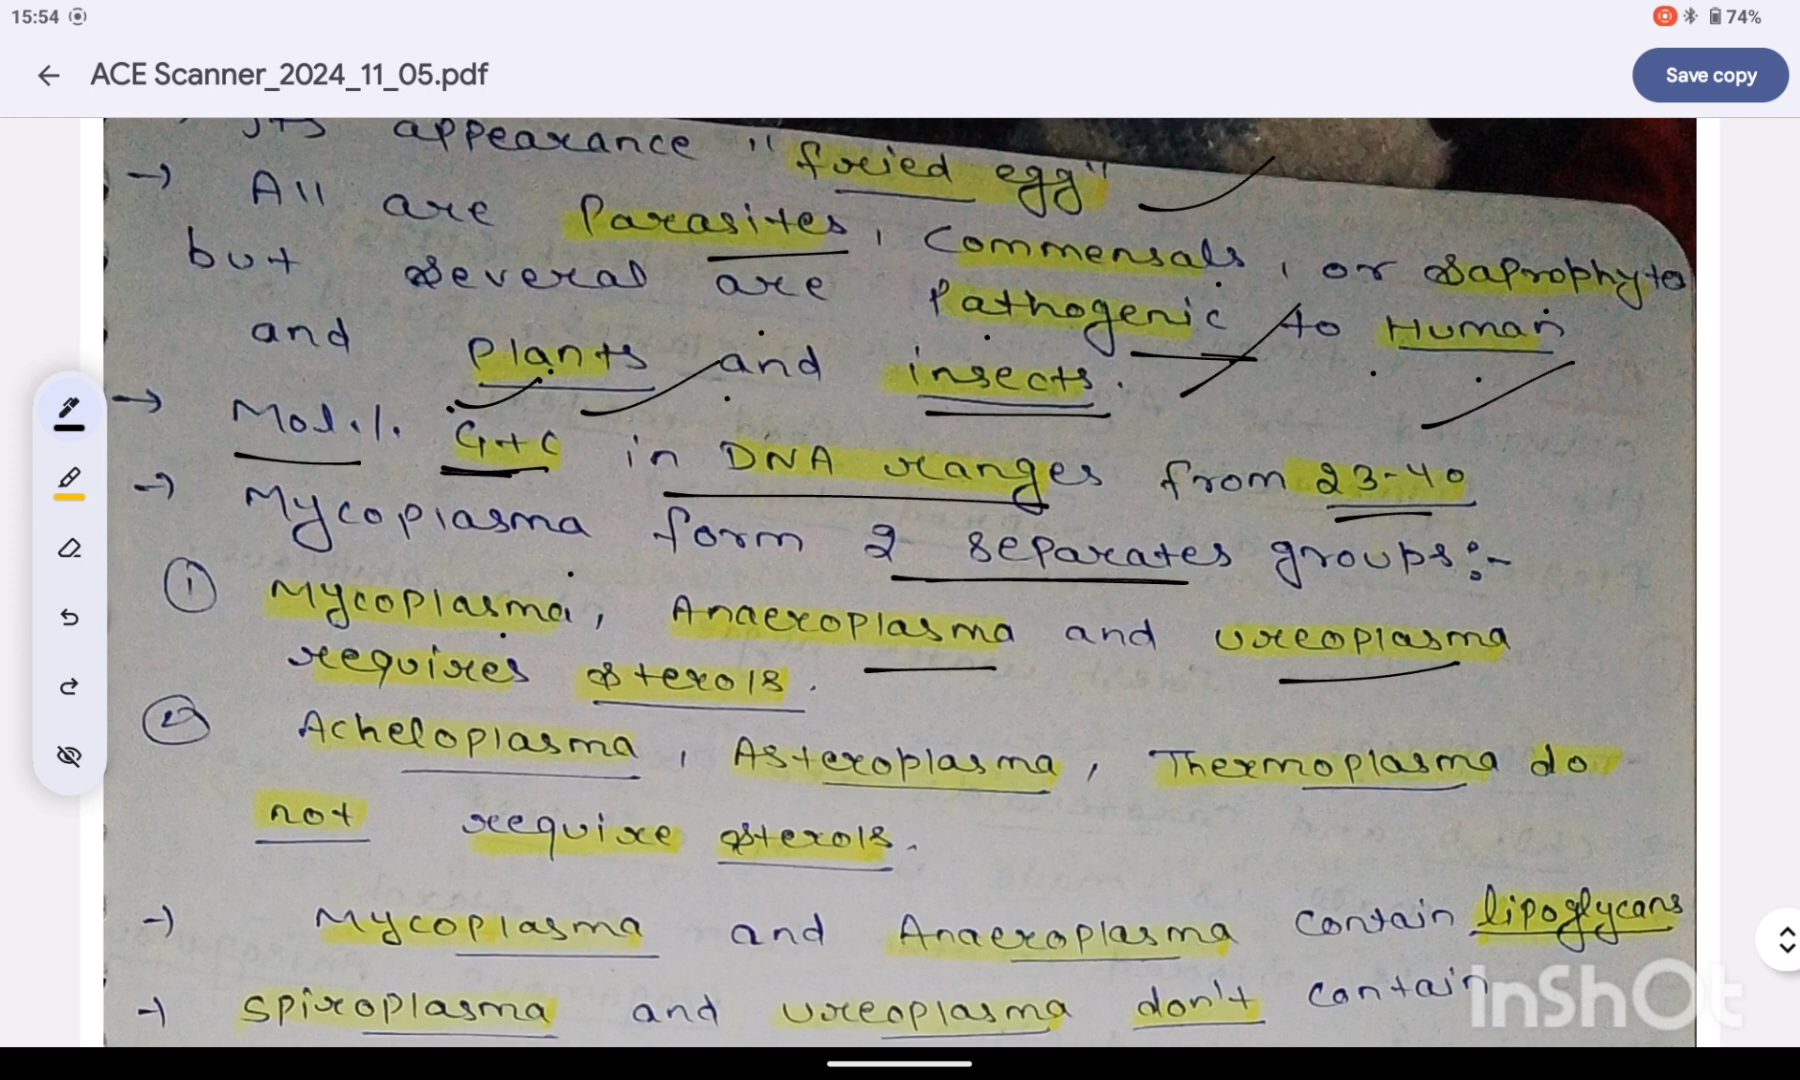 15:54
74%
ACE Scanner_2024_11_05.pdf
Save copy
Its appearance "fried egg"
→ All are Parasites, Commensals, or Saprophytes
but several are Pathogenic to Human
and Plants and insects.
→ Mol.%. G+C in DNA ranges from 23-40
→ Mycoplasma form 2 separates groups:-
① Mycoplasma, Anaeroplasma and ureoplasma
requires sterols.
② Acheloplasma, Asteroplasma, Thermoplasma do
not require sterols.
→ Mycoplasma and Anaeroplasma contain lipoglycans
→ Spiroplasma and ureoplasma don't contain
InShOt